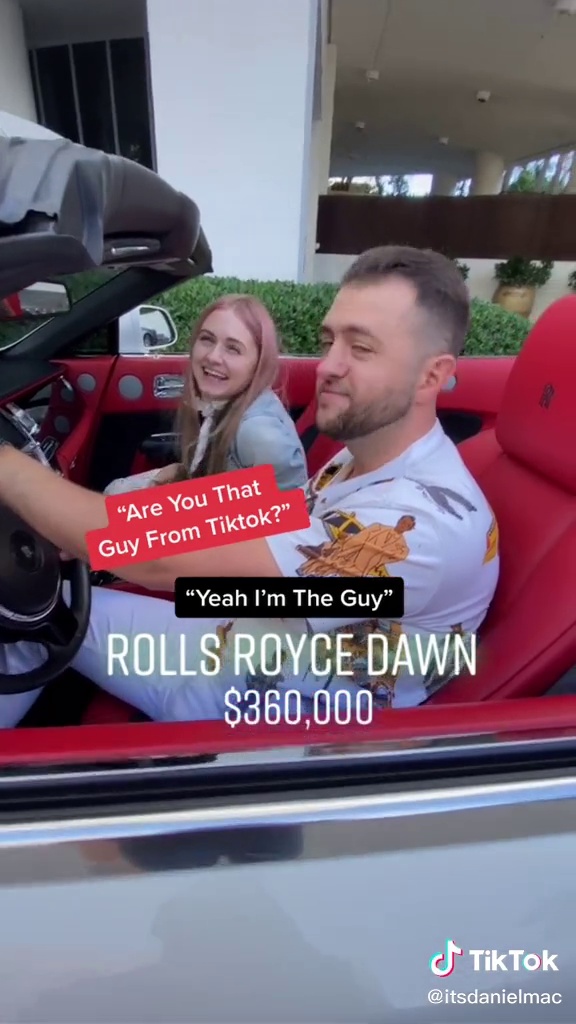 “Are You That
Guy From Tiktok?”
“Yeah I’m The Guy”
ROLLS ROYCE DAWN
$360,000
TikTok
@itsdanielmac